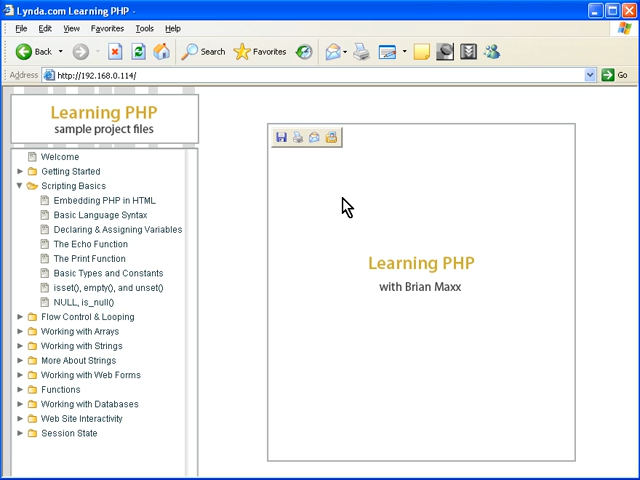 Lynda.com Learning PHP -
File Edit View Favorites Tools Help
Back Search Favorites
Address http://192.168.0.114/ Go
Learning PHP
sample project files
Welcome
Getting Started
Scripting Basics
Embedding PHP in HTML
Basic Language Syntax
Declaring & Assigning Variables
The Echo Function
The Print Function
Basic Types and Constants
isset(), empty(), and unset()
NULL, is_null()
Flow Control & Looping
Working with Arrays
Working with Strings
More About Strings
Working with Web Forms
Functions
Working with Databases
Web Site Interactivity
Session State
Learning PHP
with Brian Maxx